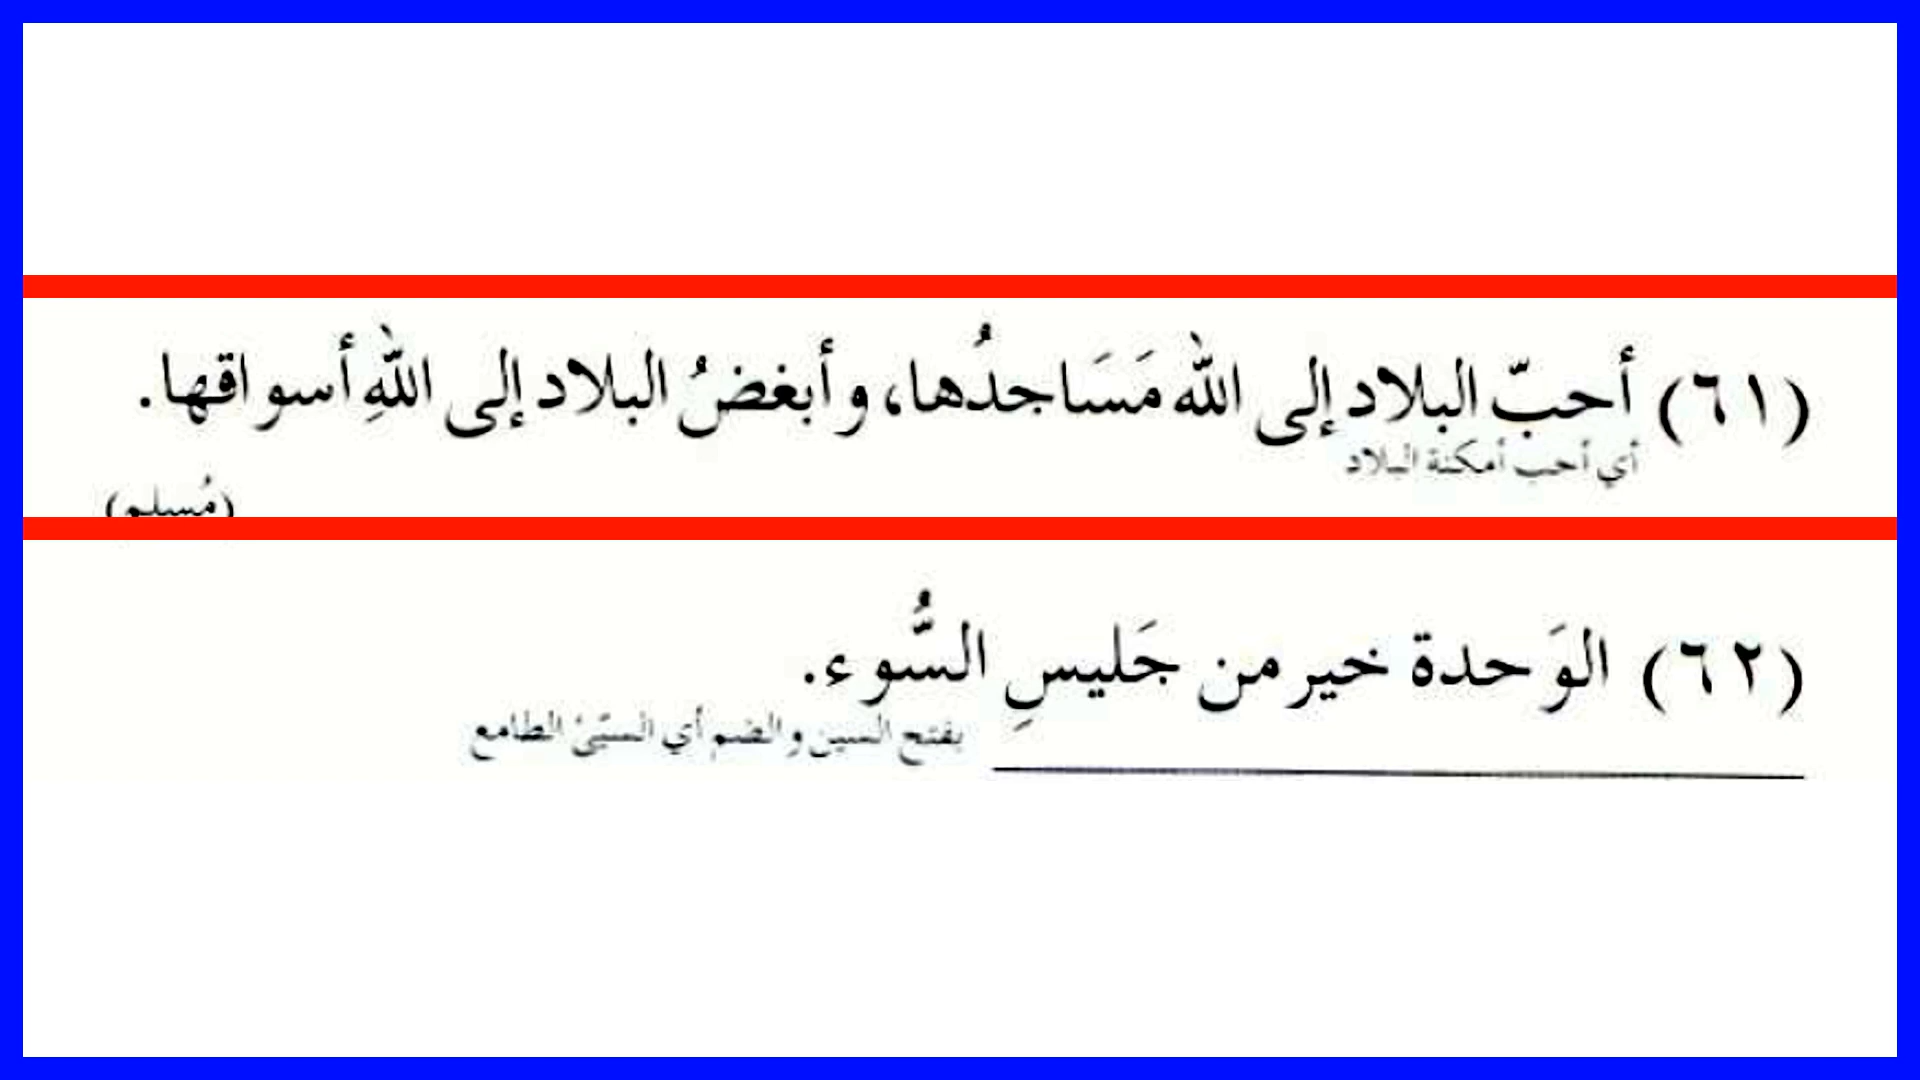 (٦١) أحبّ البلاد إلى الله مَسَاجدُها، وأبغضُ البلاد إلى اللهِ أسواقها.
أي أحب أمكنة البلاد
(مُسلم)
(٦٢) الوَحدة خير من جَليسِ السُّوء.
بفتح السين والضم أي السيّئ الطامع